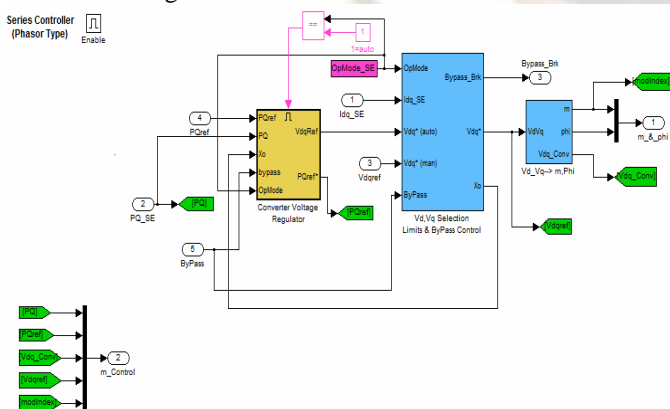 Series Controller
(Phasor Type)
Enable
==
1
1=auto
OpMode_SE
1
Idq_SE
4
PQref
PQref
PQ
Xo
bypass
OpMode
VdqRef
PQref*
Converter Voltage
Regulator
2
PQ_SE
[PQ]
[PQref]
5
ByPass
3
Vdqref
OpMode
Idq_SE
Vdq* (auto)
Vdq* (man)
ByPass
Bypass_Brk
Vdq*
Xo
Vd,Vq Selection
Limits & ByPass Control
Bypass_Brk
3
VdVq
m
phi
Vdq_Conv
Vd_Vq--> m,Phi
[modIndex]
1
m_&_phi
[Vdq_Conv]
[Vdqref]
[PQ]
[PQref]
[Vdq_Conv]
[Vdqref]
[modIndex]
2
m_Control